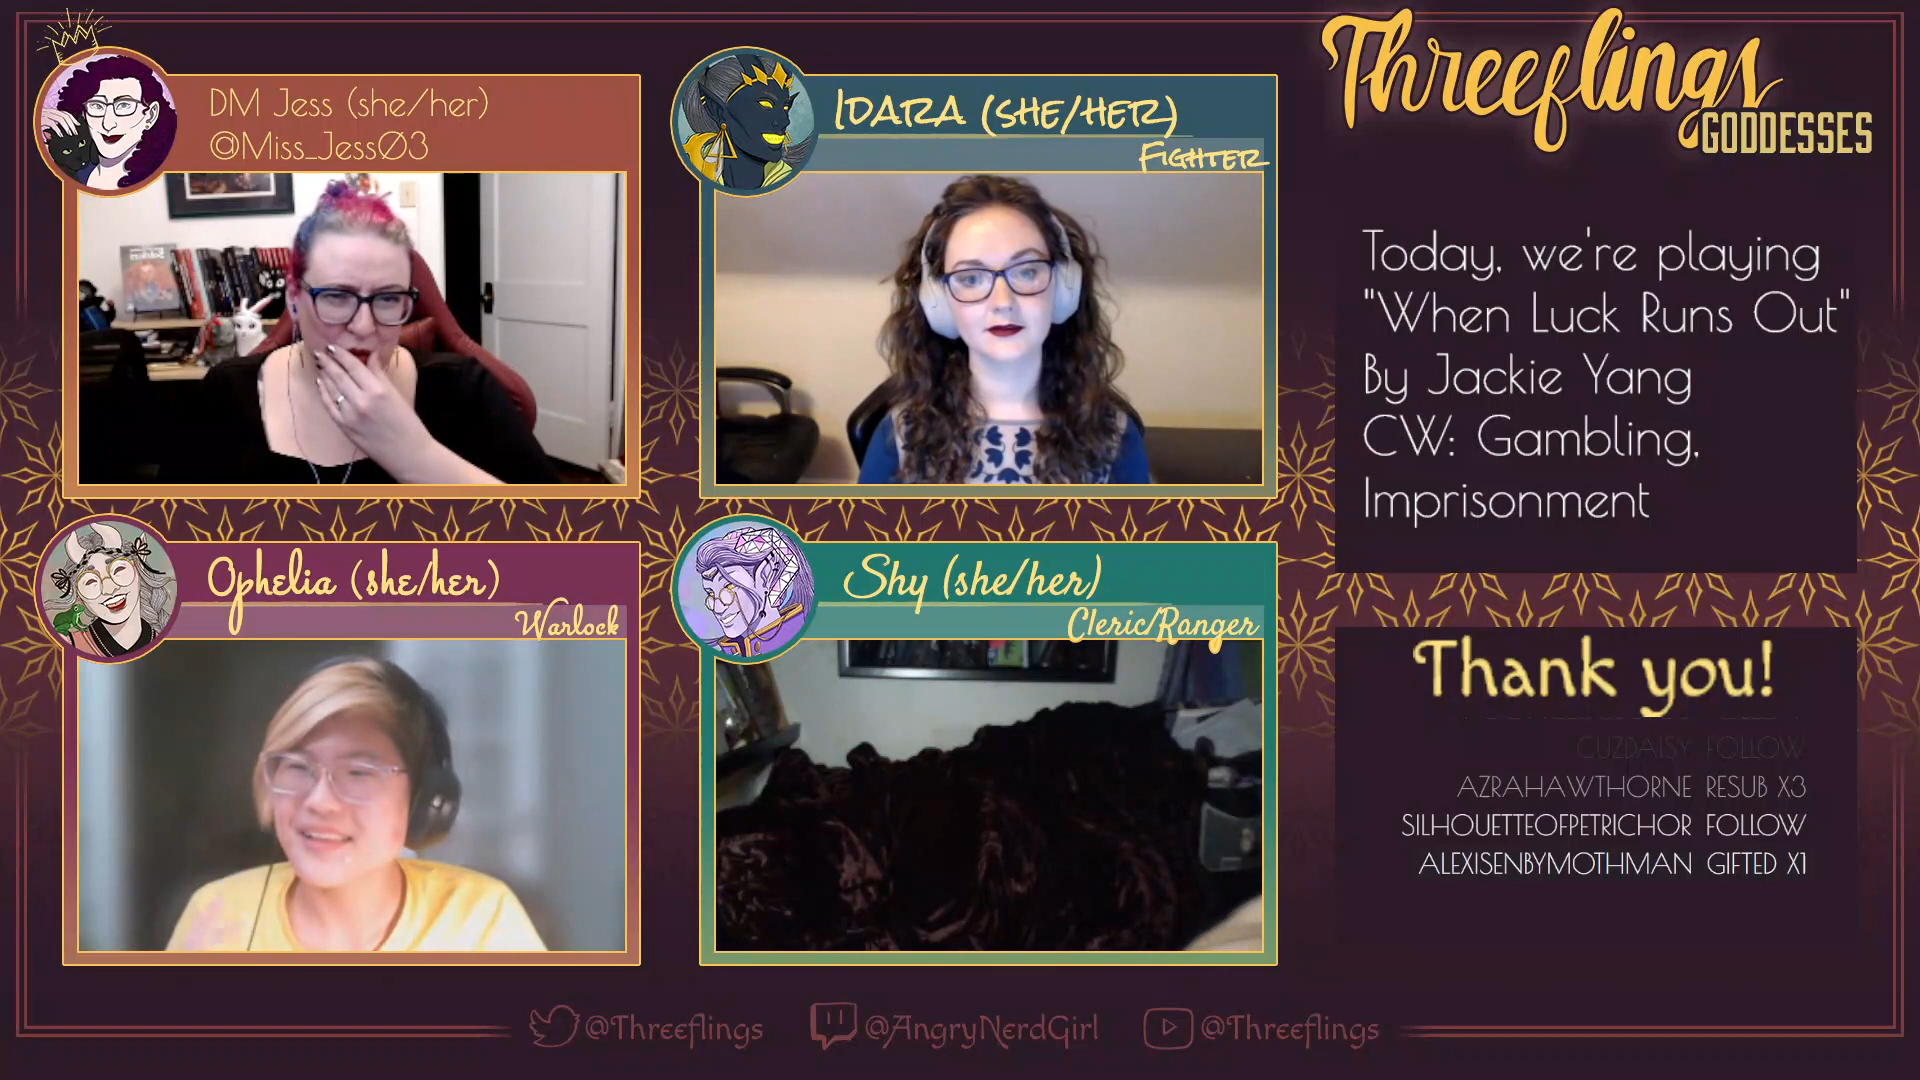 DM Jess (she/her)
@Miss_Jess03
Idara (she/her)
Fighter
Threeflings
GODDESSES
Today, we're playing
"When Luck Runs Out"
By Jackie Yang
CW: Gambling,
Imprisonment
Ophelia (she/her)
Warlock
Shy (she/her)
Cleric/Ranger
Thank you!
CUZDAISY FOLLOW
AZRAHAWTHORNE RESUB X3
SILHOUETTEOFPETRICHOR FOLLOW
ALEXISENBYMOTHMAN GIFTED X1
@Threeflings
@AngryNerdGirl
@Threeflings